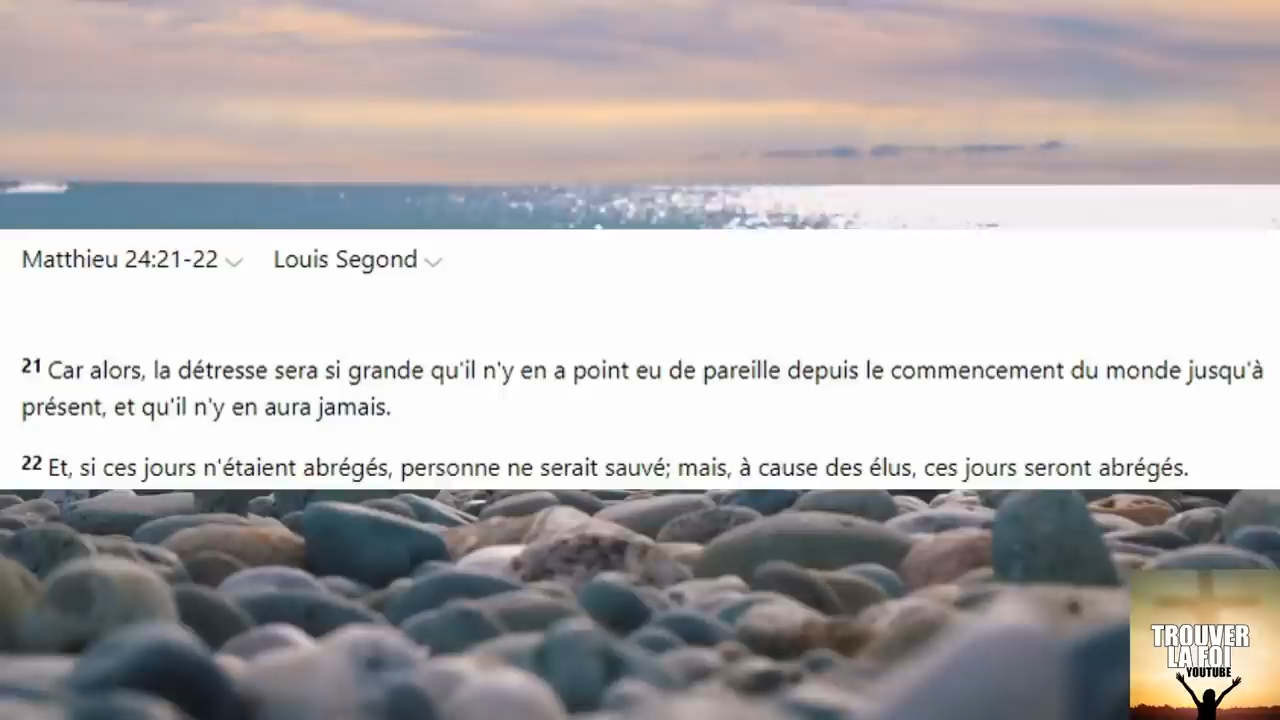 Matthieu 24:21-22 Louis Segond
21 Car alors, la détresse sera si grande qu'il n'y en a point eu de pareille depuis le commencement du monde jusqu'à
présent, et qu'il n'y en aura jamais.
22 Et, si ces jours n'étaient abrégés, personne ne serait sauvé; mais, à cause des élus, ces jours seront abrégés.
TROUVER
LA FOI
YOUTUBE